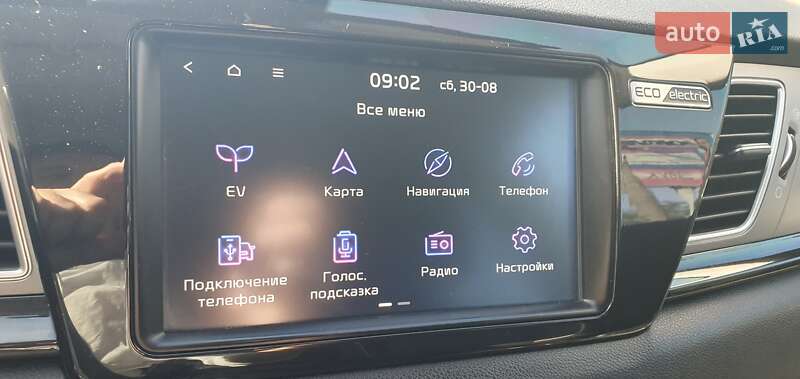 auto RIA
.com
09:02 сб, 30-08
ECO electric
Все меню
EV Карта Навигация Телефон
Подключение телефона
Голос. подсказка
Радио
Настройки